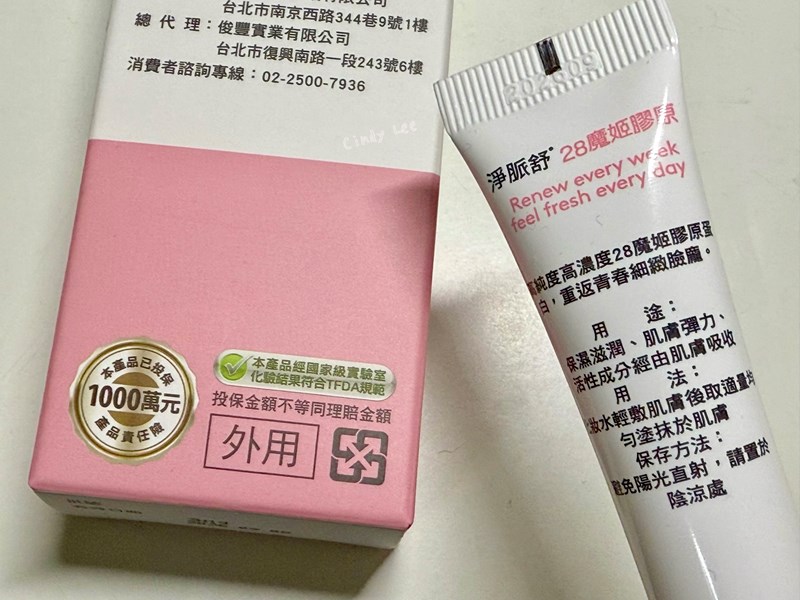 台北市南京西路344巷9號1樓
總代理：俊豐實業有限公司
台北市復興南路一段243號6樓
消費者諮詢專線：02-2500-7936
Cindy Lee
本產品已投保
1000萬元
產品責任險
本產品經國家級實驗室
化驗結果符合TFDA規範
投保金額不等同理賠金額
外用
淨脈舒® 28魔姬膠原
Renew every week
feel fresh every day
純度高濃度28魔姬膠原蛋
白，重返青春細緻臉龐。
用途：
保濕滋潤、肌膚彈力、
活性成分經由肌膚吸收
用法：
妝水輕敷肌膚後取適量均
勻塗抹於肌膚
保存方法：
避免陽光直射，請置於
陰涼處